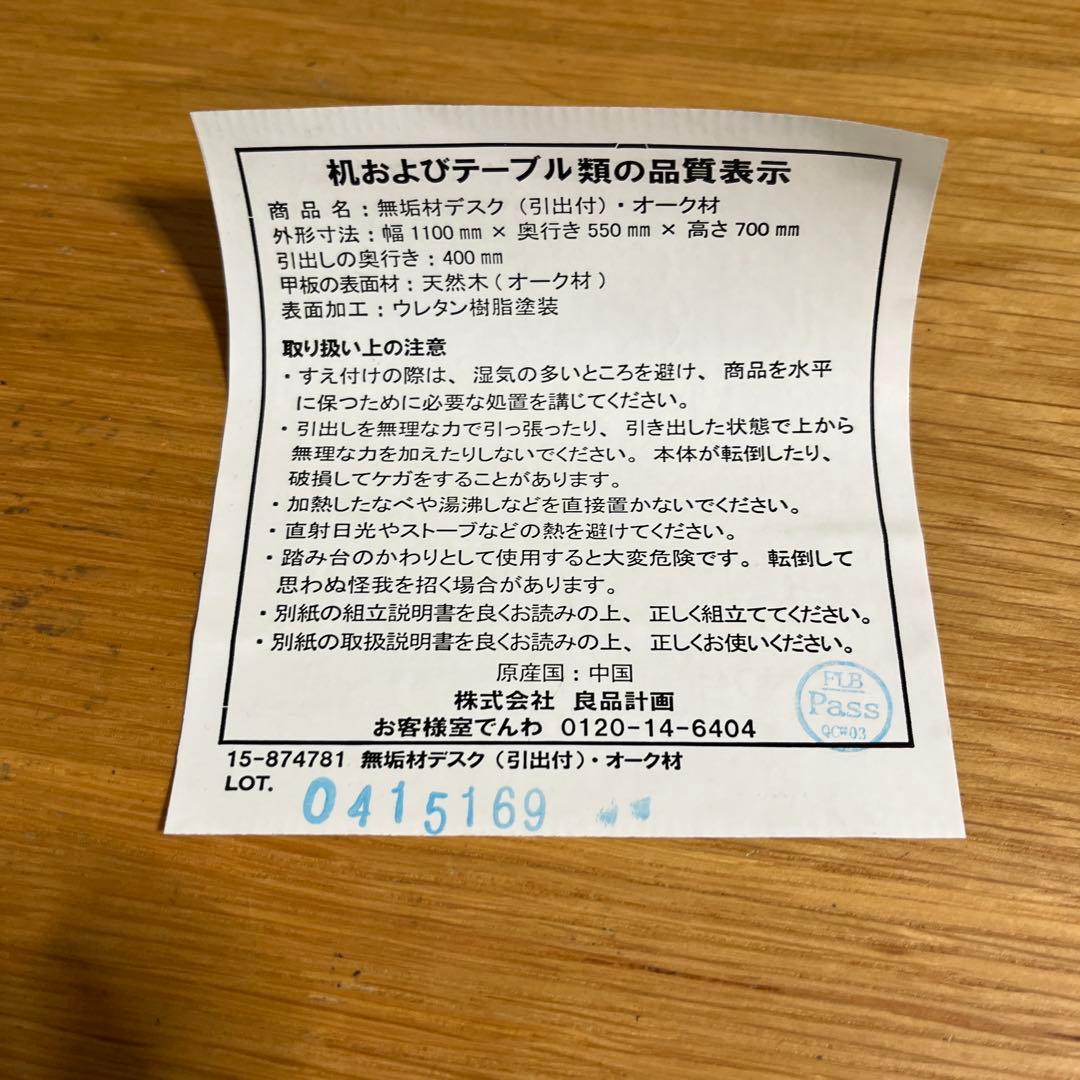 机およびテーブル類の品質表示
商品名：無垢材デスク（引出付）・オーク材
外形寸法：幅1100㎜×奥行き550㎜×高さ700㎜
引出しの奥行き：400㎜
甲板の表面材：天然木(オーク材)
表面加工：ウレタン樹脂塗装
取り扱い上の注意
・すえ付けの際は、湿気の多いところを避け、商品を水平
に保つために必要な処置を講じてください。
・引出しを無理な力で引っ張ったり、引き出した状態で上から
無理な力を加えたりしないでください。本体が転倒したり、
破損してケガをすることがあります。
・加熱したなべや湯沸しなどを直接置かないでください。
・直射日光やストーブなどの熱を避けてください。
・踏み台のかわりとして使用すると大変危険です。転倒して
思わぬ怪我を招く場合があります。
・別紙の組立説明書を良くお読みの上、正しく組立ててください。
・別紙の取扱説明書を良くお読みの上、正しくお使いください。
原産国：中国
株式会社 良品計画
お客様室でんわ 0120-14-6404
FLB
Pass
QC#03
15-874781 無垢材デスク（引出付）・オーク材
LOT.
0415169